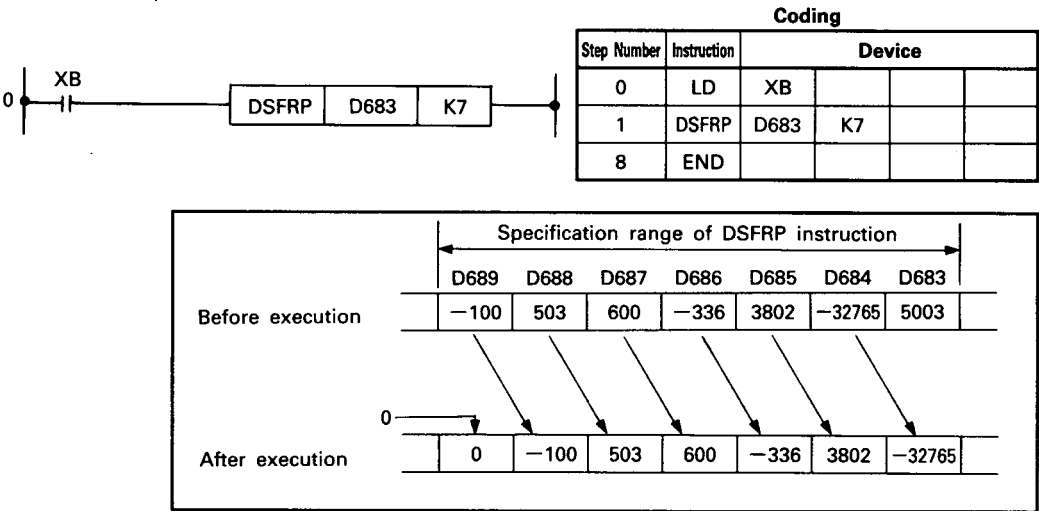 Coding
Step Number Instruction Device
0 LD XB
1 DSFRP D683 K7
8 END
XB
0 DSFRP D683 K7
Specification range of DSFRP instruction
D689 D688 D687 D686 D685 D684 D683
Before execution −100 503 600 −336 3802 −32765 5003
0
After execution 0 −100 503 600 −336 3802 −32765